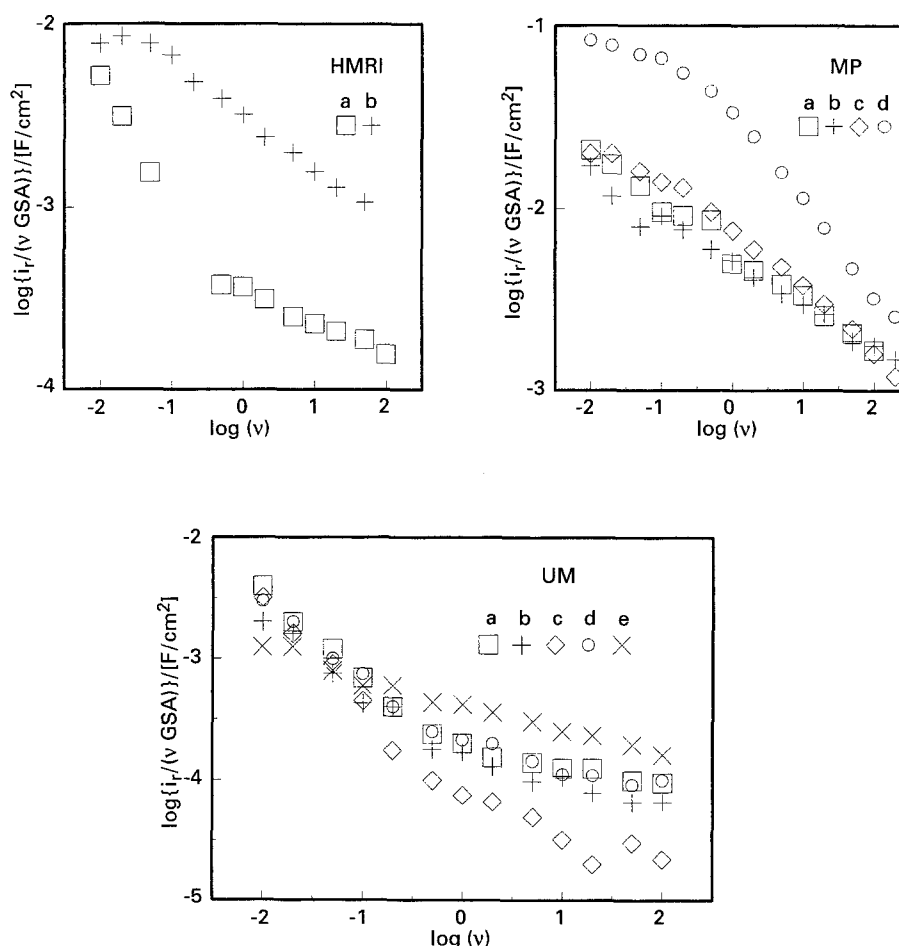 HMRI
a b
-2
-3
-4
log{i_r/(ν GSA)}/[F/cm²]
-2 -1 0 1 2
log (ν)
MP
a b c d
-1
-2
-3
log{i_r/(ν GSA)}/[F/cm²]
-2 -1 0 1 2
log (ν)
UM
a b c d e
-2
-3
-4
-5
log{i_r/(ν GSA)}/[F/cm²]
-2 -1 0 1 2
log (ν)